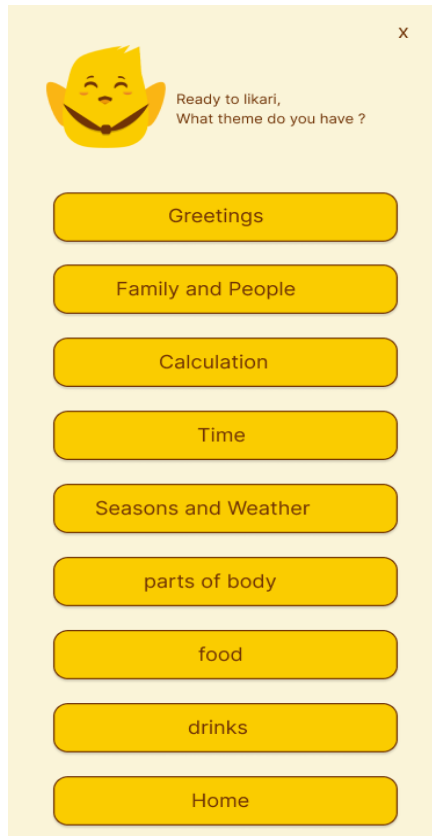 x
Ready to likari,
What theme do you have ?
Greetings
Family and People
Calculation
Time
Seasons and Weather
parts of body
food
drinks
Home